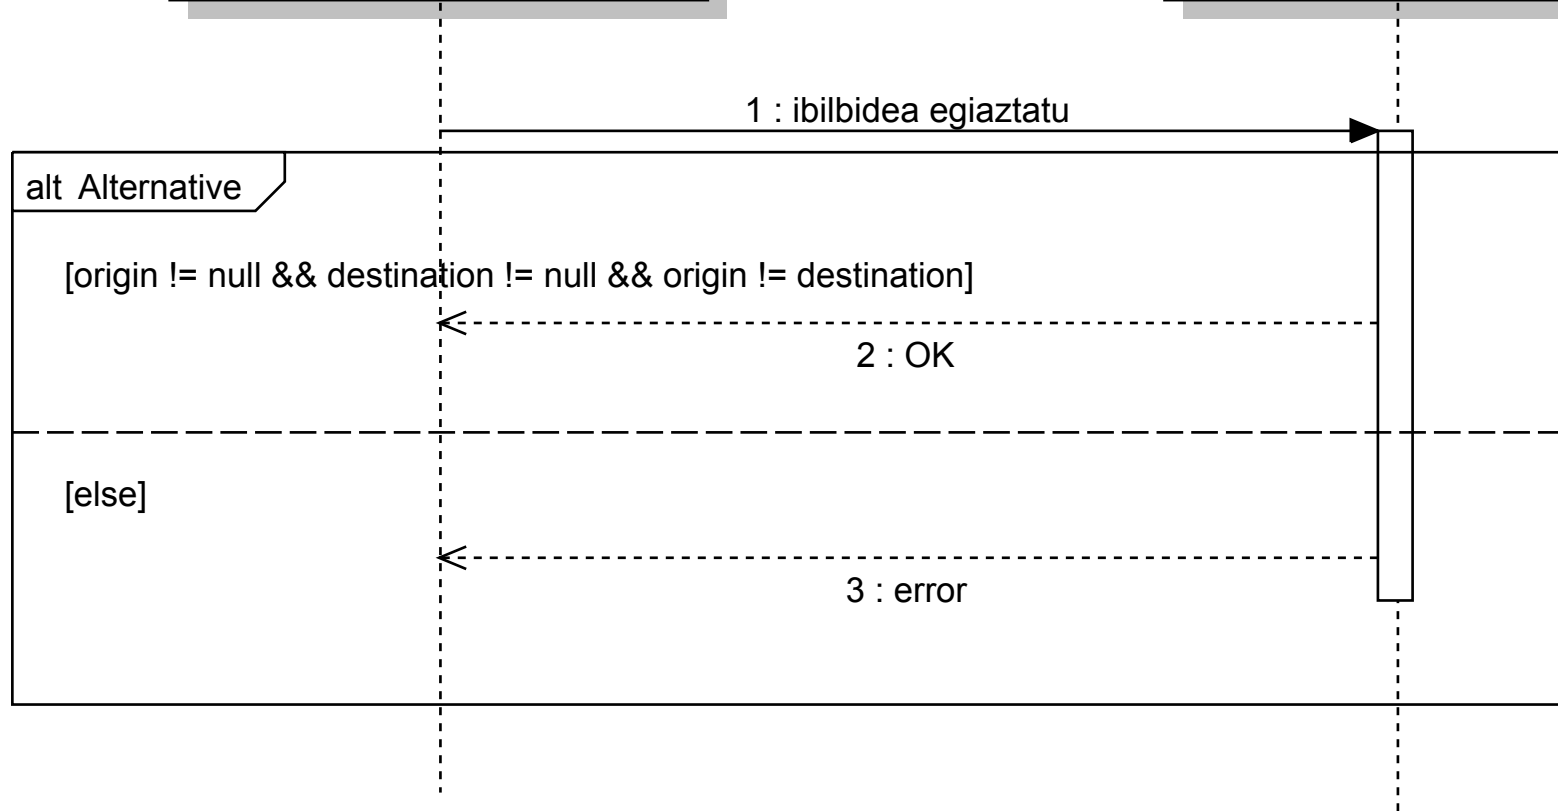 1 : ibilbidea egiaztatu
alt Alternative
[origin != null && destination != null && origin != destination]
2 : OK
[else]
3 : error